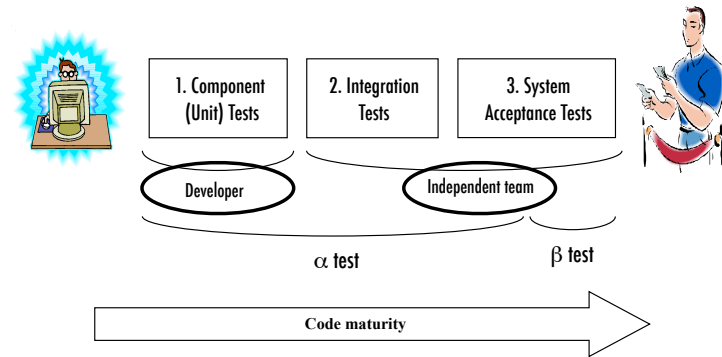 1. Component
(Unit) Tests
2. Integration
Tests
3. System
Acceptance Tests
Developer
Independent team
α test
β test
Code maturity